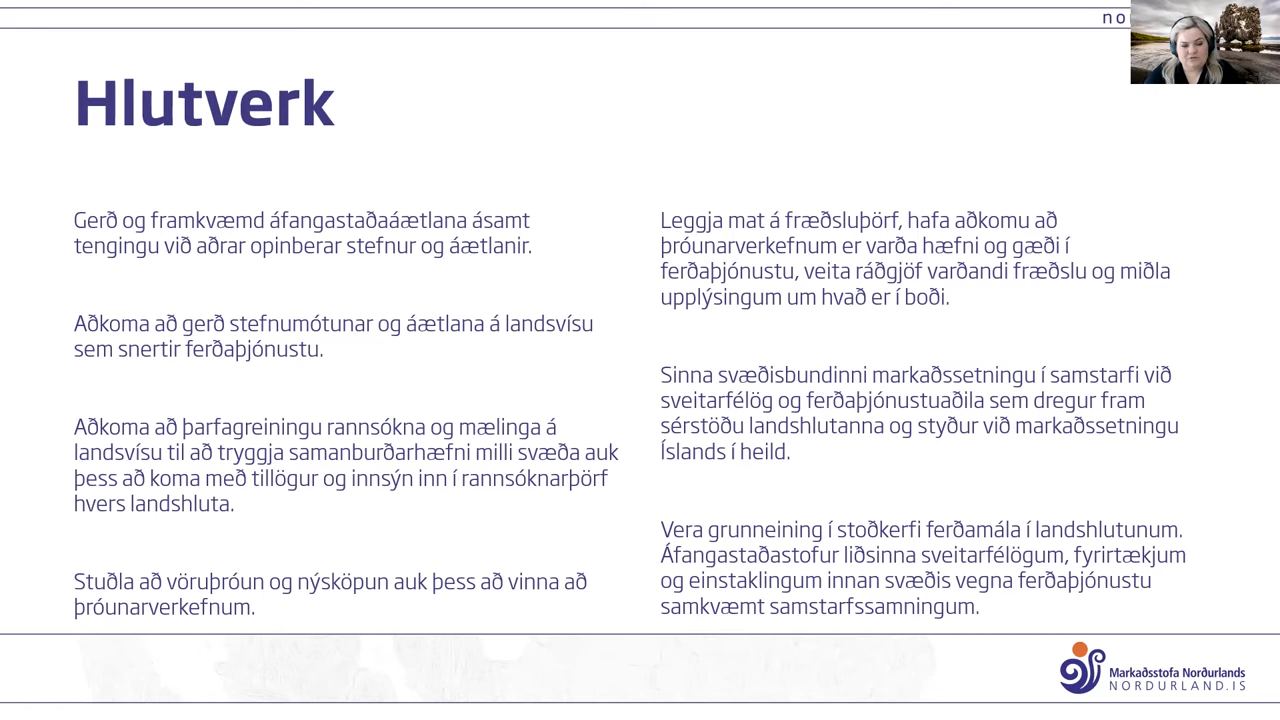 no
Hlutverk
Gerð og framkvæmd áfangastaðaáætlana ásamt
tengingu við aðrar opinberar stefnur og áætlanir.
Aðkoma að gerð stefnumótunar og áætlana á landsvísu
sem snertir ferðaþjónustu.
Aðkoma að þarfagreiningu rannsókna og mælinga á
landsvísu til að tryggja samanburðarhæfni milli svæða auk
þess að koma með tillögur og innsýn inn í rannsóknarþörf
hvers landshluta.
Stuðla að vöruþróun og nýsköpun auk þess að vinna að
þróunarverkefnum.
Leggja mat á fræðsluþörf, hafa aðkomu að
þróunarverkefnum er varða hæfni og gæði í
ferðaþjónustu, veita ráðgjöf varðandi fræðslu og miðla
upplýsingum um hvað er í boði.
Sinna svæðisbundinni markaðssetningu í samstarfi við
sveitarfélög og ferðaþjónustuaðila sem dregur fram
sérstöðu landshlutanna og styður við markaðssetningu
Íslands í heild.
Vera grunneining í stoðkerfi ferðamála í landshlutunum.
Áfangastaðastofur liðsinna sveitarfélögum, fyrirtækjum
og einstaklingum innan svæðis vegna ferðaþjónustu
samkvæmt samstarfssamningum.
Markaðsstofa Norðurlands
NORDURLAND.IS